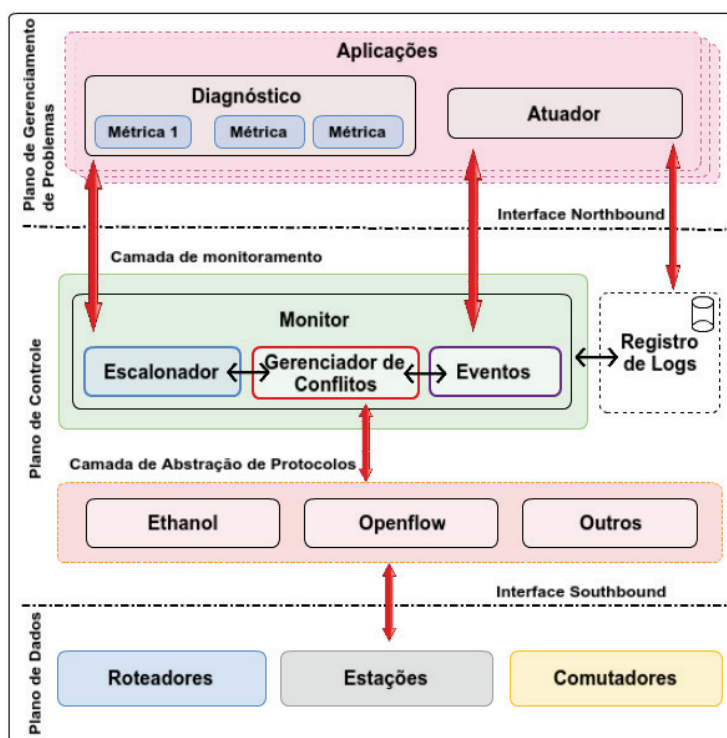 Aplicações
Diagnóstico
Métrica 1
Métrica
Métrica
Atuador
Plano de Gerenciamento
de Problemas
Interface Northbound
Camada de monitoramento
Monitor
Escalonador
Gerenciador de
Conflitos
Eventos
Registro
de Logs
Plano de Controle
Camada de Abstração de Protocolos
Ethanol
Openflow
Outros
Interface Southbound
Plano de Dados
Roteadores
Estações
Comutadores